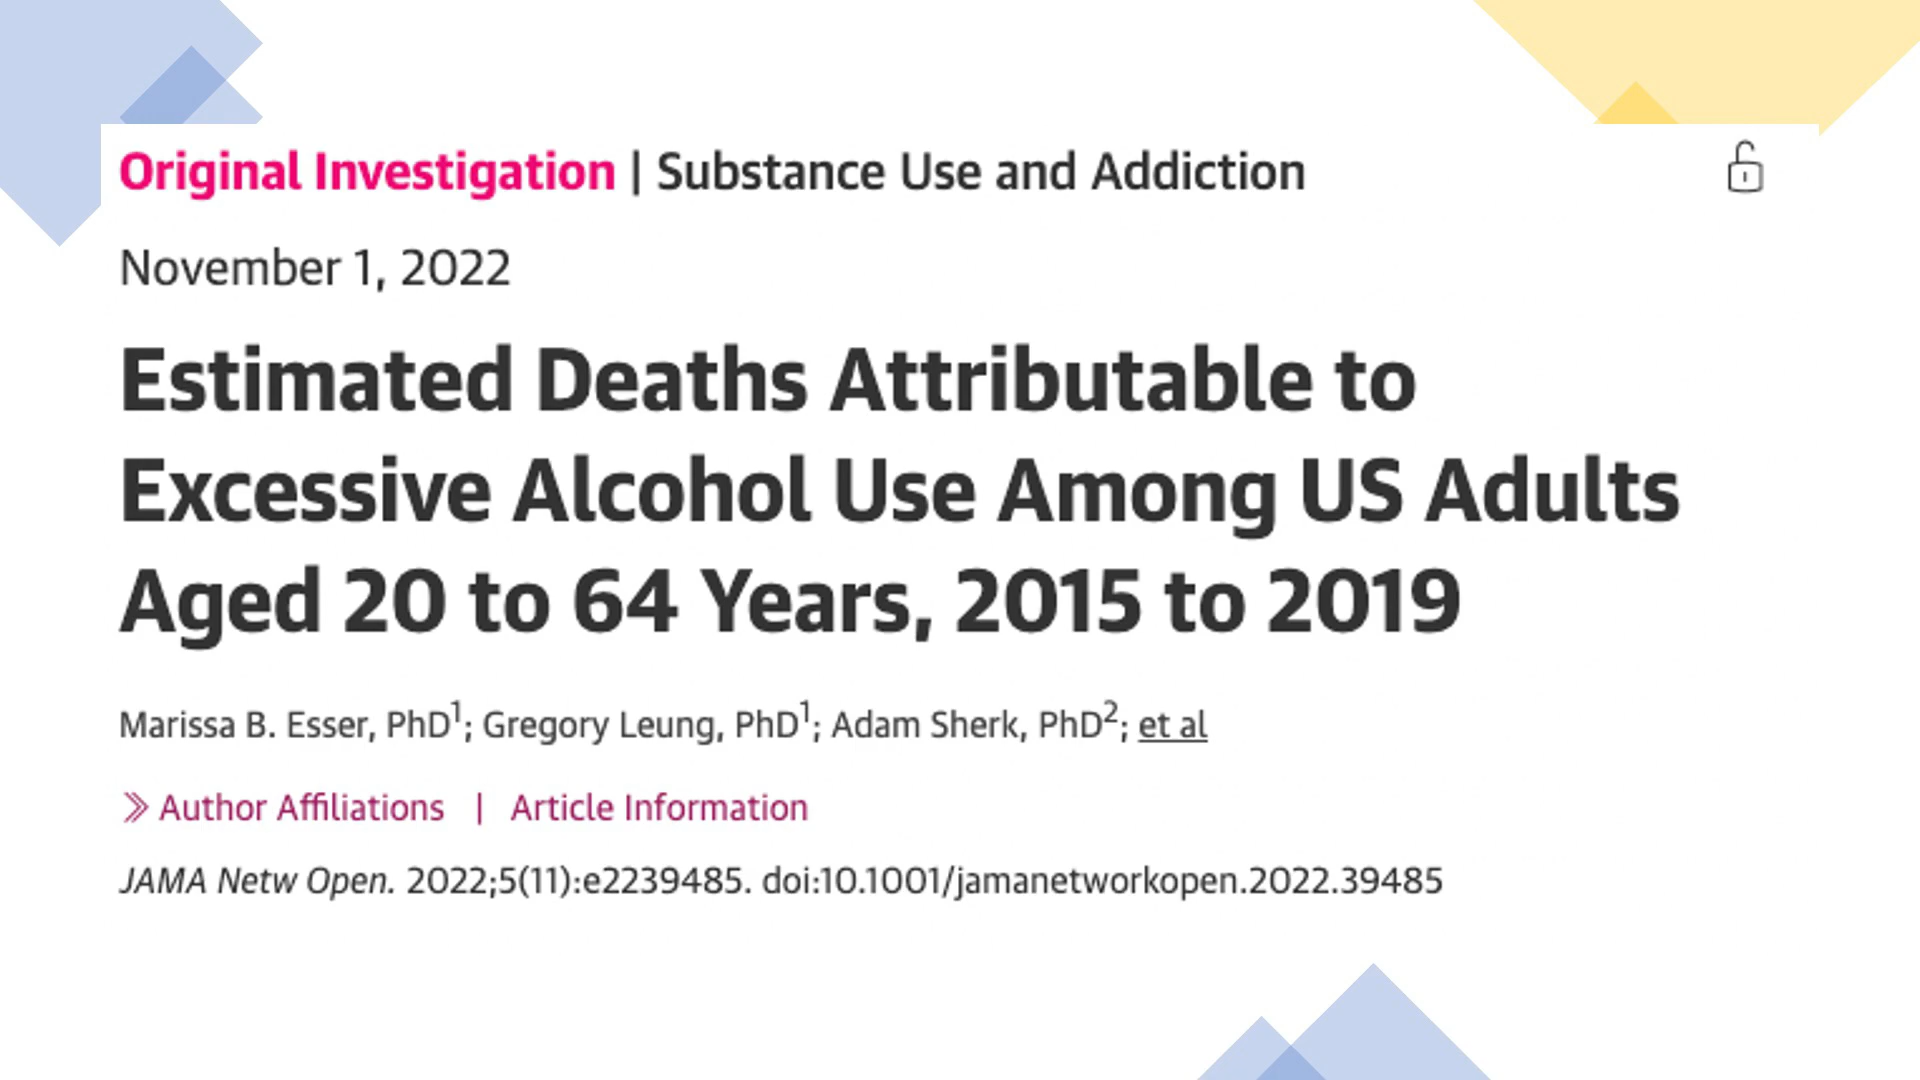 Original Investigation | Substance Use and Addiction
November 1, 2022
Estimated Deaths Attributable to
Excessive Alcohol Use Among US Adults
Aged 20 to 64 Years, 2015 to 2019
Marissa B. Esser, PhD1; Gregory Leung, PhD1; Adam Sherk, PhD2; et al
Author Affiliations | Article Information
JAMA Netw Open. 2022;5(11):e2239485. doi:10.1001/jamanetworkopen.2022.39485